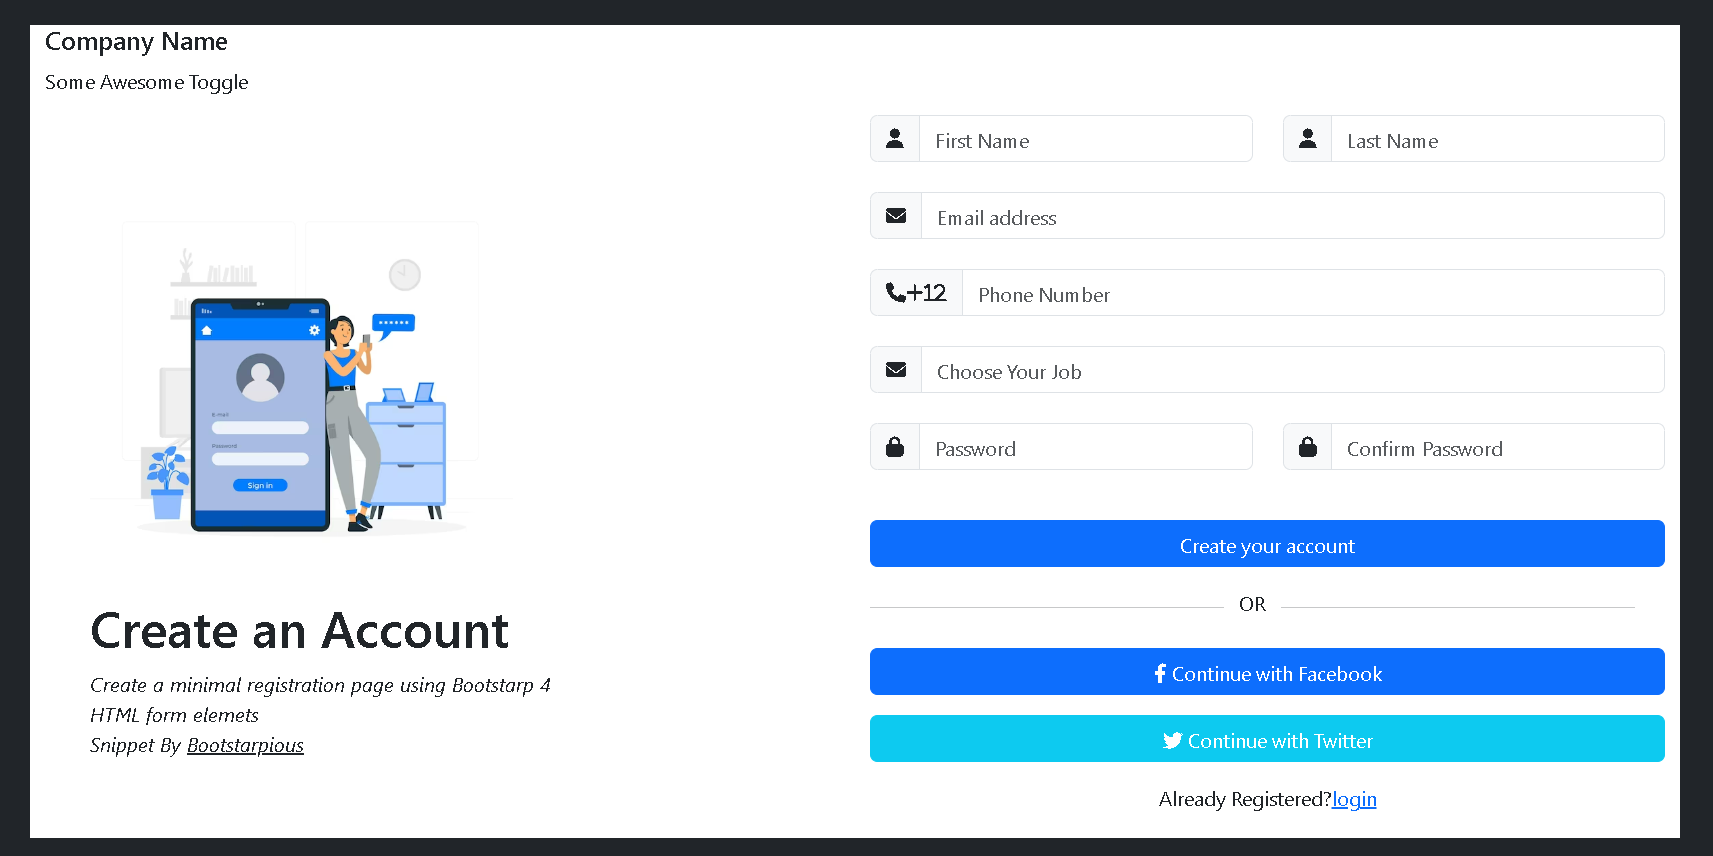 Company Name
Some Awesome Toggle
First Name
Last Name
Email address
+12
Phone Number
Choose Your Job
Password
Confirm Password
E-mail
Password
Sign in
Create your account
OR
Create an Account
Create a minimal registration page using Bootstarp 4
HTML form elemets
Snippet By Bootstarpious
Continue with Facebook
Continue with Twitter
Already Registered?login